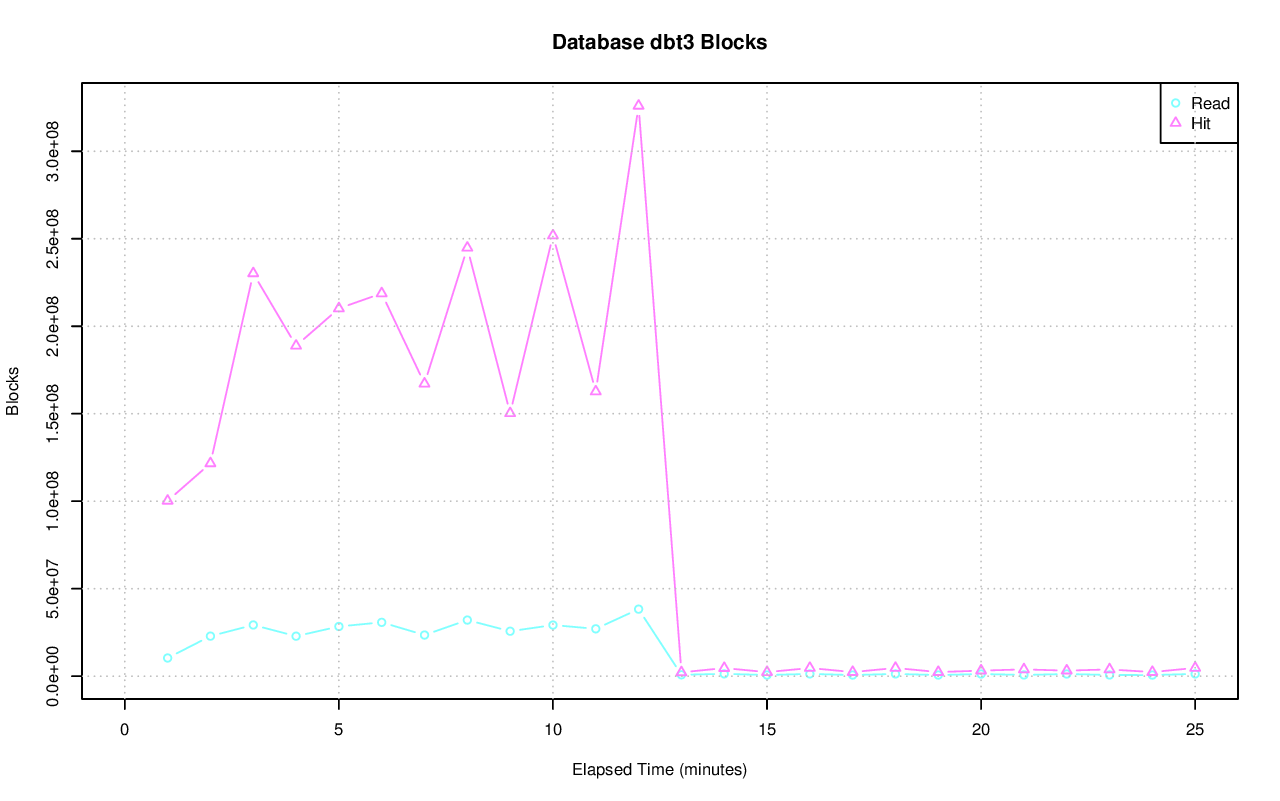 Database dbt3 Blocks
Read
Hit
3.0e+08
2.5e+08
2.0e+08
1.5e+08
1.0e+08
5.0e+07
0.0e+00
Blocks
0 5 10 15 20 25
Elapsed Time (minutes)